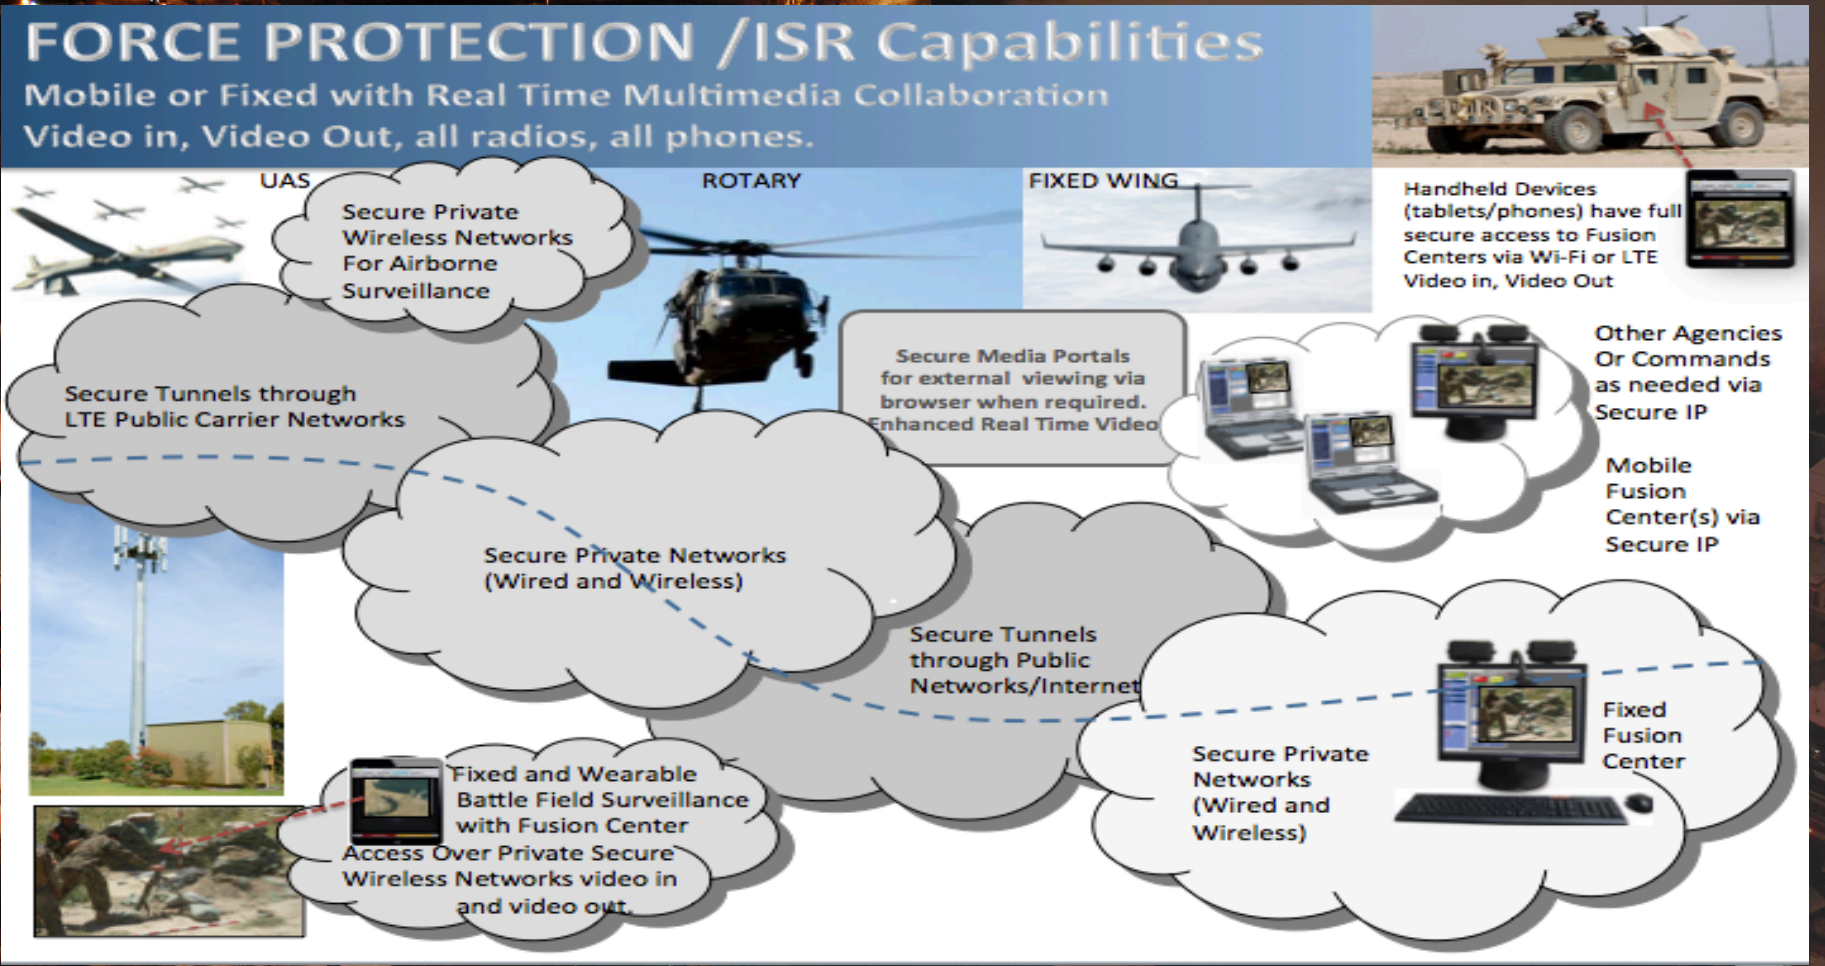 FORCE PROTECTION /ISR Capabilities
Mobile or Fixed with Real Time Multimedia Collaboration
Video in, Video Out, all radios, all phones.
UAS
ROTARY
FIXED WING
Secure Private
Wireless Networks
For Airborne
Surveillance
Handheld Devices
(tablets/phones) have full
secure access to Fusion
Centers via Wi-Fi or LTE
Video in, Video Out
Secure Tunnels through
LTE Public Carrier Networks
Secure Media Portals
for external viewing via
browser when required.
Enhanced Real Time Video
Other Agencies
Or Commands
as needed via
Secure IP
Mobile
Fusion
Center(s) via
Secure IP
Secure Private Networks
(Wired and Wireless)
Secure Tunnels
through Public
Networks/Internet
Secure Private
Networks
(Wired and
Wireless)
Fixed
Fusion
Center
Fixed and Wearable
Battle Field Surveillance
with Fusion Center
Access Over Private Secure
Wireless Networks video in
and video out.